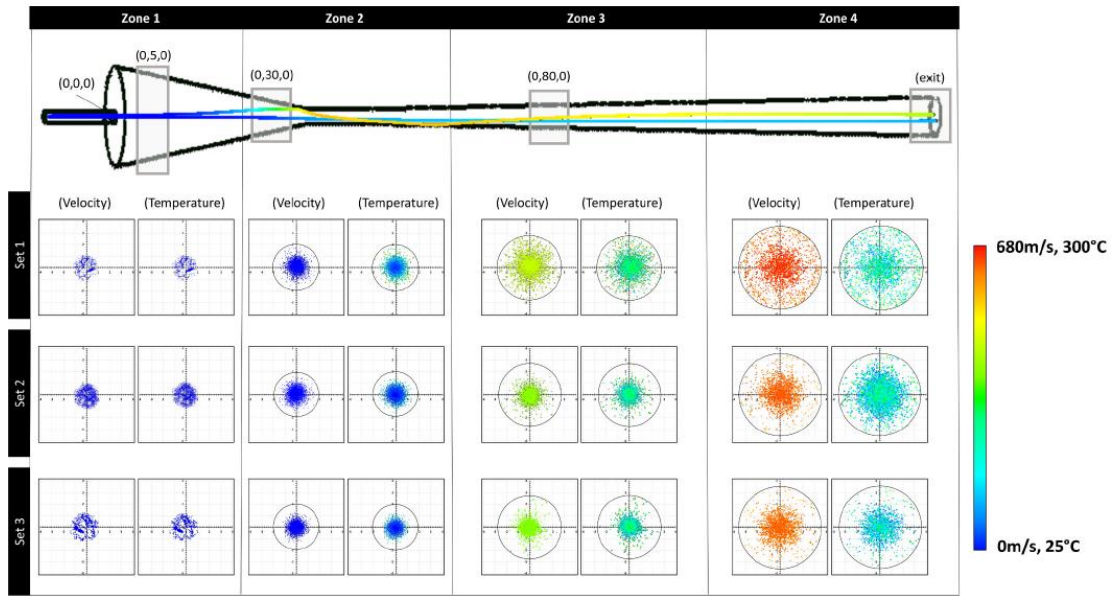 Zone 1 Zone 2 Zone 3 Zone 4
(0,0,0) (0,5,0) (0,30,0) (0,80,0) (exit)
(Velocity) (Temperature) (Velocity) (Temperature) (Velocity) (Temperature) (Velocity) (Temperature)
Set 1
680m/s, 300°C
Set 2
Set 3
0m/s, 25°C